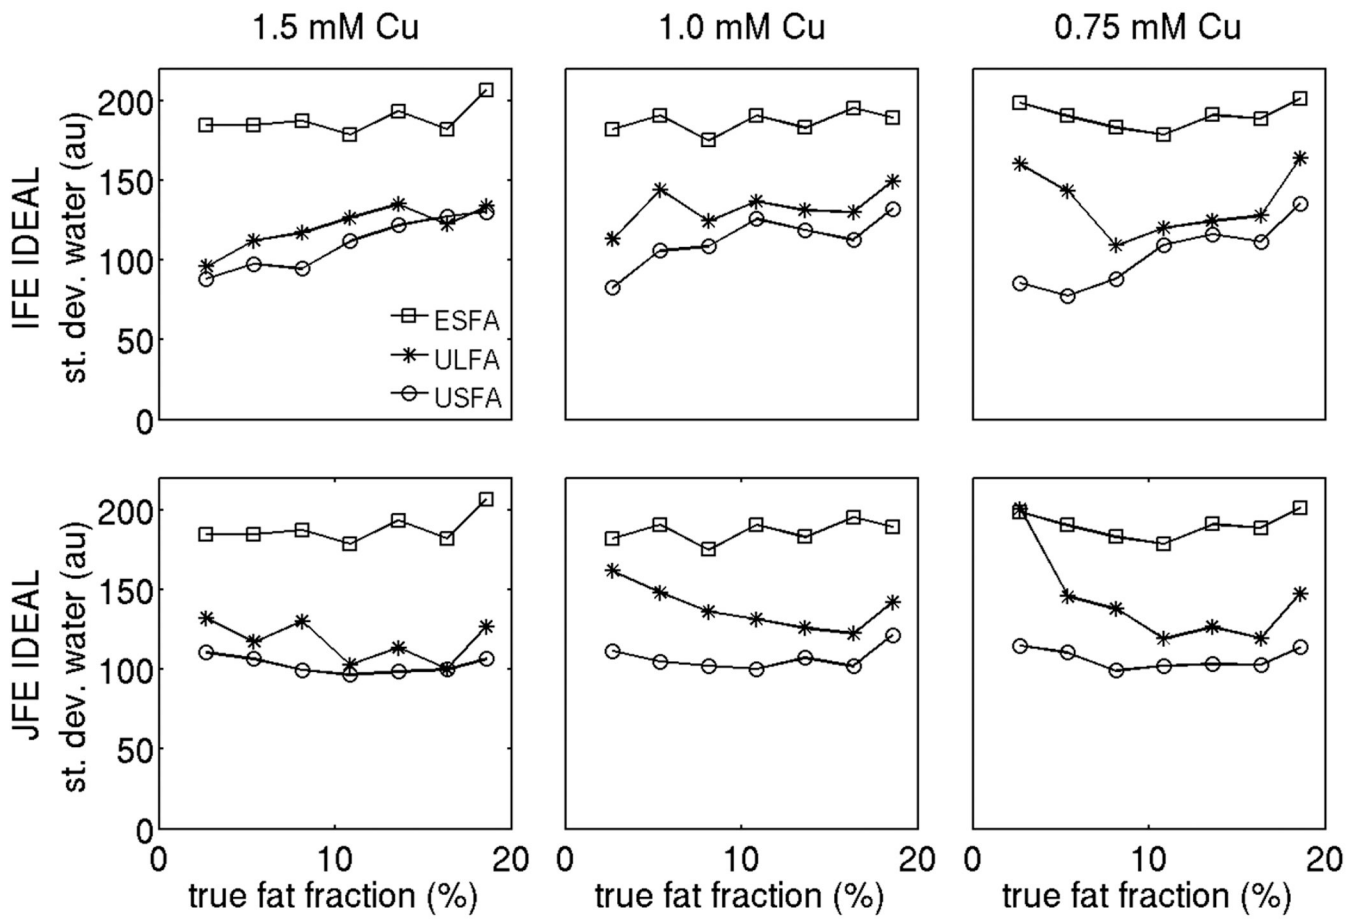 1.5 mM Cu
1.0 mM Cu
0.75 mM Cu
IFE IDEAL
st. dev. water (au)
200
150
100
50
0
ESFA
ULFA
USFA
JFE IDEAL
st. dev. water (au)
200
150
100
50
0
0 10 20
0 10 20
0 10 20
true fat fraction (%)
true fat fraction (%)
true fat fraction (%)